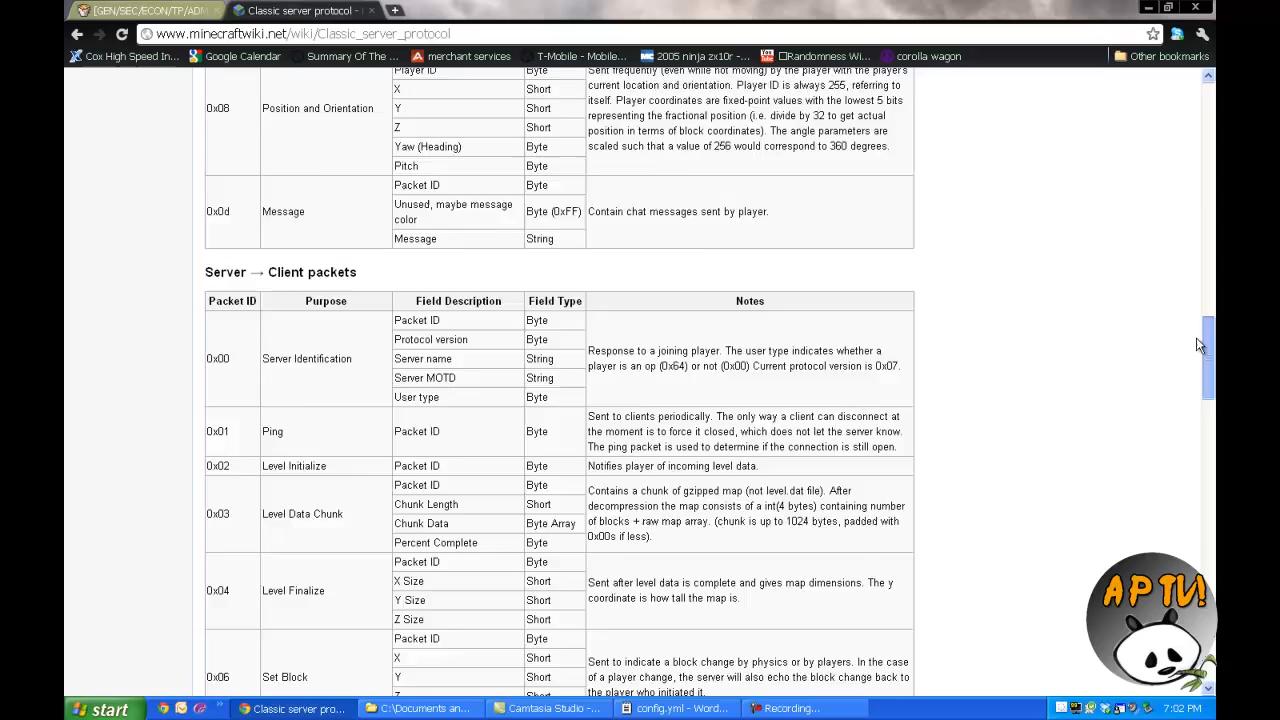 [GEN/SEC/ECON/TP/ADM
Classic server protocol -
www.minecraftwiki.net/wiki/Classic_server_protocol
Cox High Speed In...
Google Calendar
Summary Of The ...
merchant services
T-Mobile - Mobile...
2005 ninja zx10r -...
Randomness Wi...
corolla wagon
Other bookmarks
Player ID
Byte
Sent frequently (even while not moving) by the player with the player's
X
Short
current location and orientation. Player ID is always 255, referring to
itself. Player coordinates are fixed-point values with the lowest 5 bits
0x08
Position and Orientation
Y
Short
representing the fractional position (i.e. divide by 32 to get actual
Z
Short
position in terms of block coordinates). The angle parameters are
Yaw (Heading)
Byte
scaled such that a value of 256 would correspond to 360 degrees.
Pitch
Byte
Packet ID
Byte
0x0d
Message
Unused, maybe message
color
Byte (0xFF)
Contain chat messages sent by player.
Message
String
Server → Client packets
Packet ID
Purpose
Field Description
Field Type
Notes
Packet ID
Byte
Protocol version
Byte
0x00
Server Identification
Server name
String
Response to a joining player. The user type indicates whether a
player is an op (0x64) or not (0x00) Current protocol version is 0x07.
Server MOTD
String
User type
Byte
0x01
Ping
Packet ID
Byte
Sent to clients periodically. The only way a client can disconnect at
the moment is to force it closed, which does not let the server know.
The ping packet is used to determine if the connection is still open.
0x02
Level Initialize
Packet ID
Byte
Notifies player of incoming level data.
0x03
Level Data Chunk
Packet ID
Byte
Chunk Length
Short
Chunk Data
Byte Array
Percent Complete
Byte
Contains a chunk of gzipped map (not level.dat file). After
decompression the map consists of a int(4 bytes) containing number
of blocks + raw map array. (chunk is up to 1024 bytes, padded with
0x00s if less).
0x04
Level Finalize
Packet ID
Byte
X Size
Short
Y Size
Short
Z Size
Short
Sent after level data is complete and gives map dimensions. The y
coordinate is how tall the map is.
0x06
Set Block
Packet ID
Byte
X
Short
Y
Short
Z
Short
Sent to indicate a block change by physics or by players. In the case
of a player change, the server will also echo the block change back to
the player who initiated it.
APTV!
start
Classic server pro...
C:\Documents an...
Camtasia Studio -...
config.yml - Word...
Recording...
7:02 PM